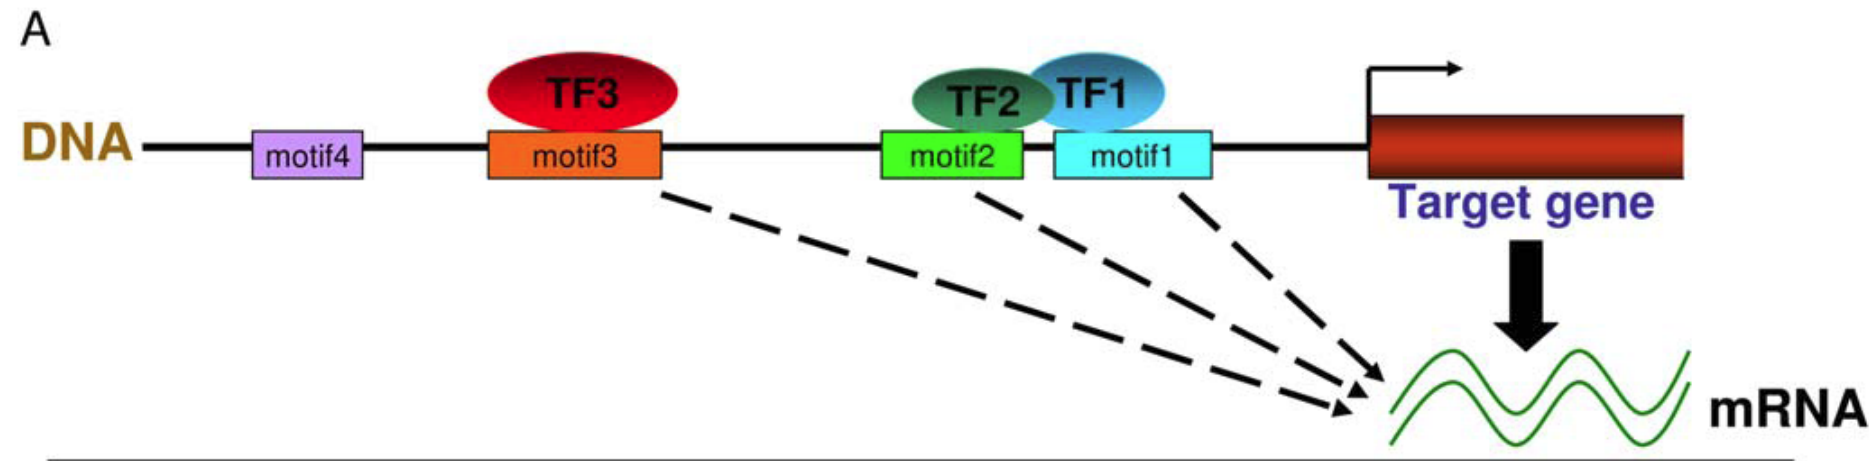 A
TF3
TF2
TF1
DNA
motif4
motif3
motif2
motif1
Target gene
mRNA